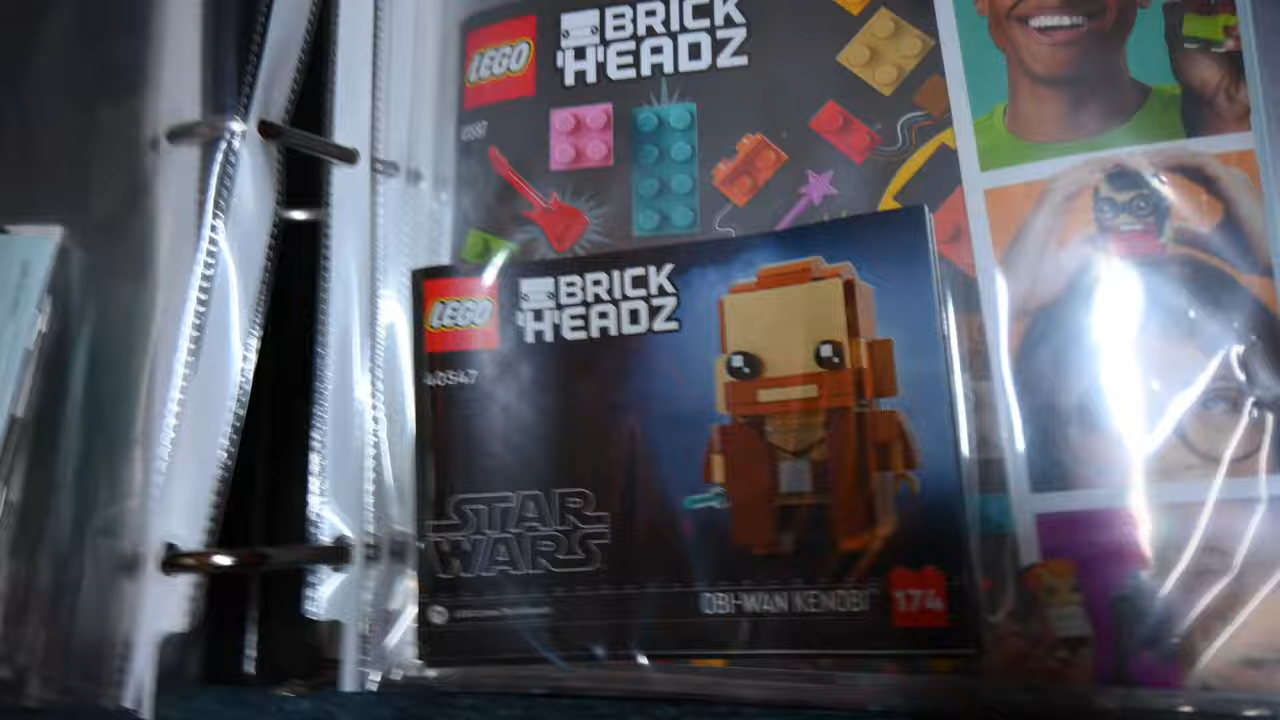 LEGO
BRICK
HEADZ
LEGO
BRICK
HEADZ
40547
STAR
WARS
OBI-WAN KENOBI
174